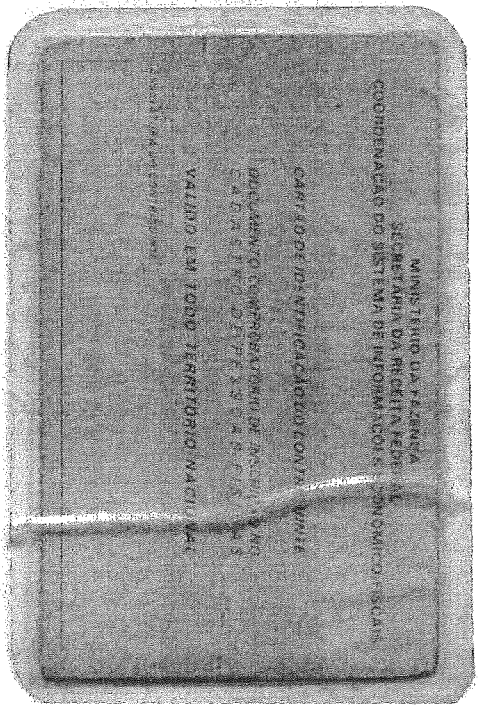 MINISTÉRIO DA FAZENDA
SECRETARIA DA RECEITA FEDERAL
COORDENAÇÃO DO SISTEMA DE INFORMAÇÕES ECONÔMICO-FISCAIS
CARTÃO DE IDENTIFICAÇÃO DO CONTRIBUINTE
DOCUMENTO COMPROBATÓRIO DE INSCRIÇÃO NO
CADASTRO DE PESSOAS FÍSICAS
VÁLIDO EM TODO TERRITÓRIO NACIONAL